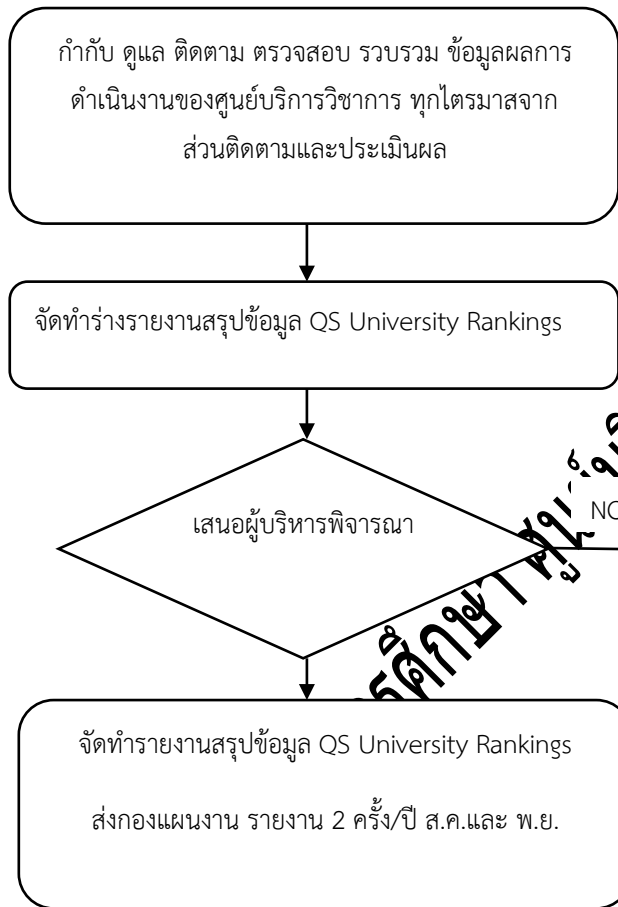 กำกับ ดูแล ติดตาม ตรวจสอบ รวบรวม ข้อมูลผลการ
ดำเนินงานของศูนย์บริการวิชาการ ทุกไตรมาสจาก
ส่วนติดตามและประเมินผล
จัดทำร่างรายงานสรุปข้อมูล QS University Rankings
เสนอผู้บริหารพิจารณา
จัดทำรายงานสรุปข้อมูล QS University Rankings
ส่งกองแผนงาน รายงาน 2 ครั้ง/ปี ส.ค.และ พ.ย.